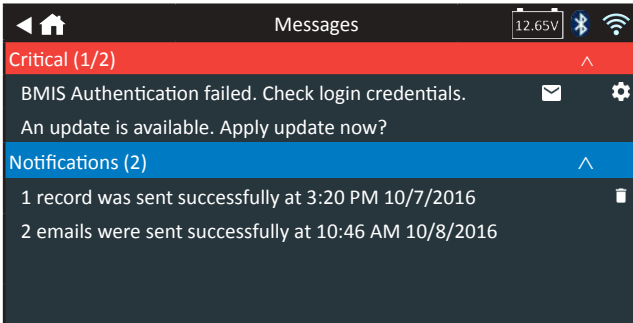 Messages
12.65V
Critical (1/2)
BMIS Authentication failed. Check login credentials.
An update is available. Apply update now?
Notifications (2)
1 record was sent successfully at 3:20 PM 10/7/2016
2 emails were sent successfully at 10:46 AM 10/8/2016